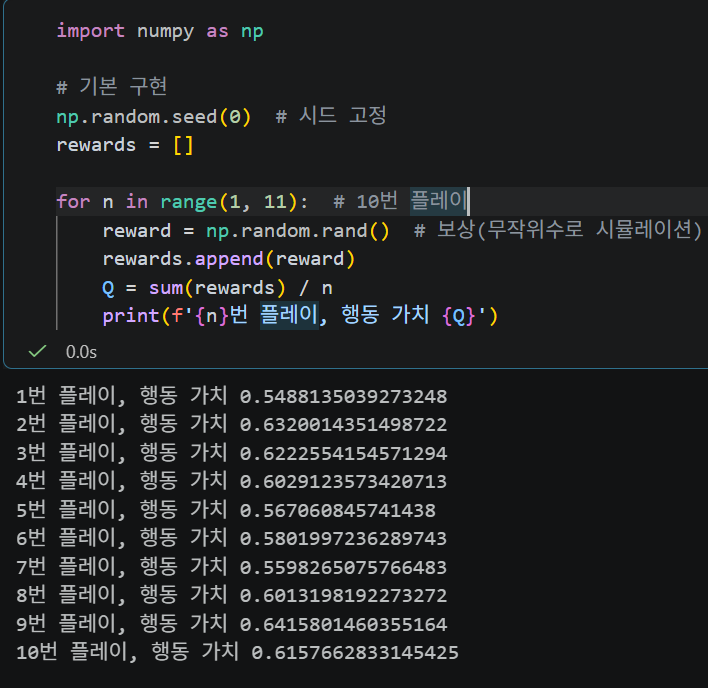 import numpy as np
# 기본 구현
np.random.seed(0)  # 시드 고정
rewards = []
for n in range(1, 11):  # 10번 플레이
    reward = np.random.rand()  # 보상(무작위수로 시뮬레이션)
    rewards.append(reward)
    Q = sum(rewards) / n
    print(f'{n}번 플레이, 행동 가치 {Q}')
0.0s
1번 플레이, 행동 가치 0.5488135039273248
2번 플레이, 행동 가치 0.6320014351498722
3번 플레이, 행동 가치 0.6222554154571294
4번 플레이, 행동 가치 0.6029123573420713
5번 플레이, 행동 가치 0.567060845741438
6번 플레이, 행동 가치 0.5801997236289743
7번 플레이, 행동 가치 0.5598265075766483
8번 플레이, 행동 가치 0.6013198192273272
9번 플레이, 행동 가치 0.6415801460355164
10번 플레이, 행동 가치 0.6157662833145425